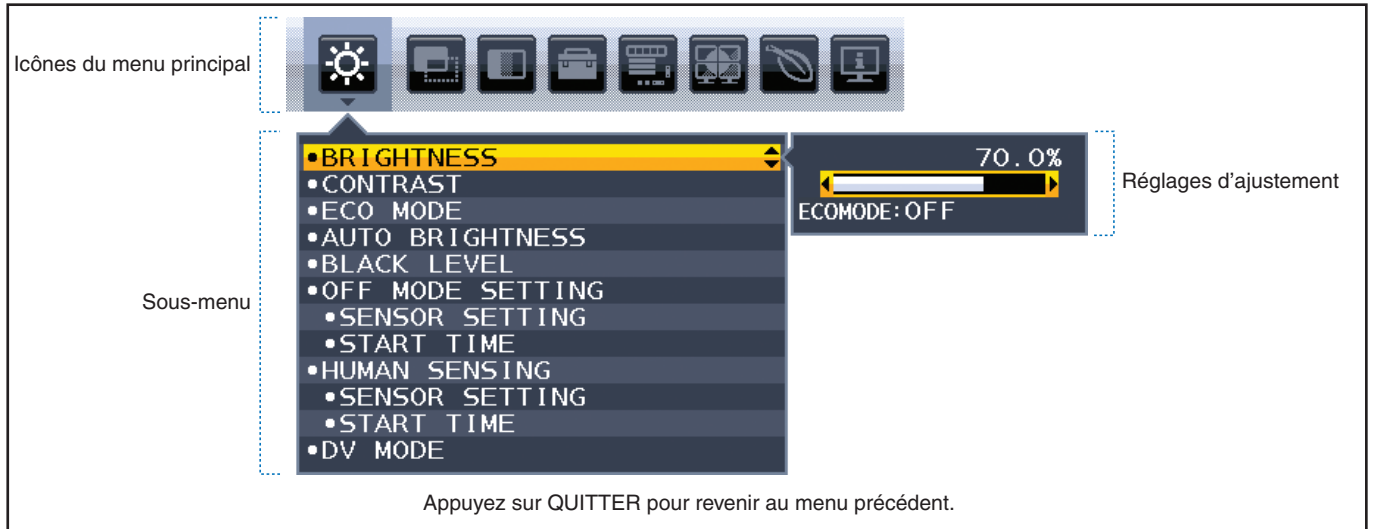 Icônes du menu principal
•BRIGHTNESS
•CONTRAST
•ECO MODE
•AUTO BRIGHTNESS
•BLACK LEVEL
•OFF MODE SETTING
•SENSOR SETTING
•START TIME
•HUMAN SENSING
•SENSOR SETTING
•START TIME
•DV MODE
70.0%
ECOMODE:OFF
Réglages d’ajustement
Sous-menu
Appuyez sur QUITTER pour revenir au menu précédent.